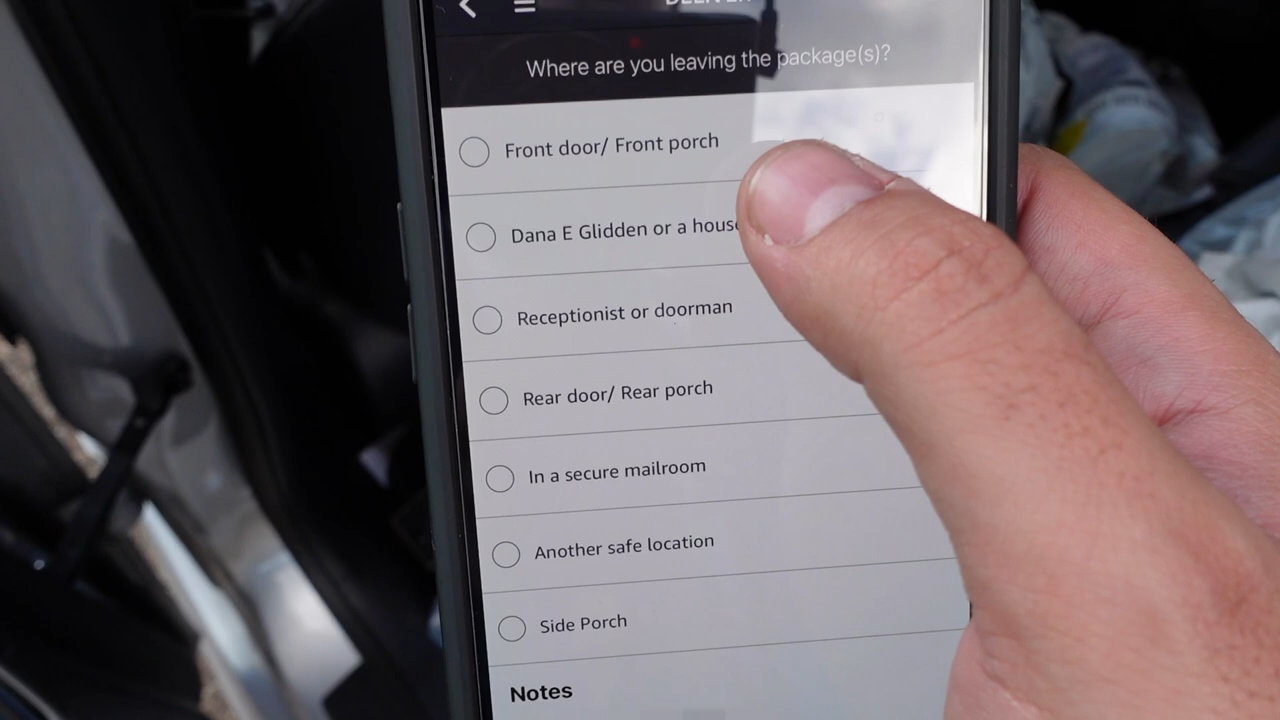 Where are you leaving the package(s)?
Front door/ Front porch
Dana E Glidden or a house
Receptionist or doorman
Rear door/ Rear porch
In a secure mailroom
Another safe location
Side Porch
Notes